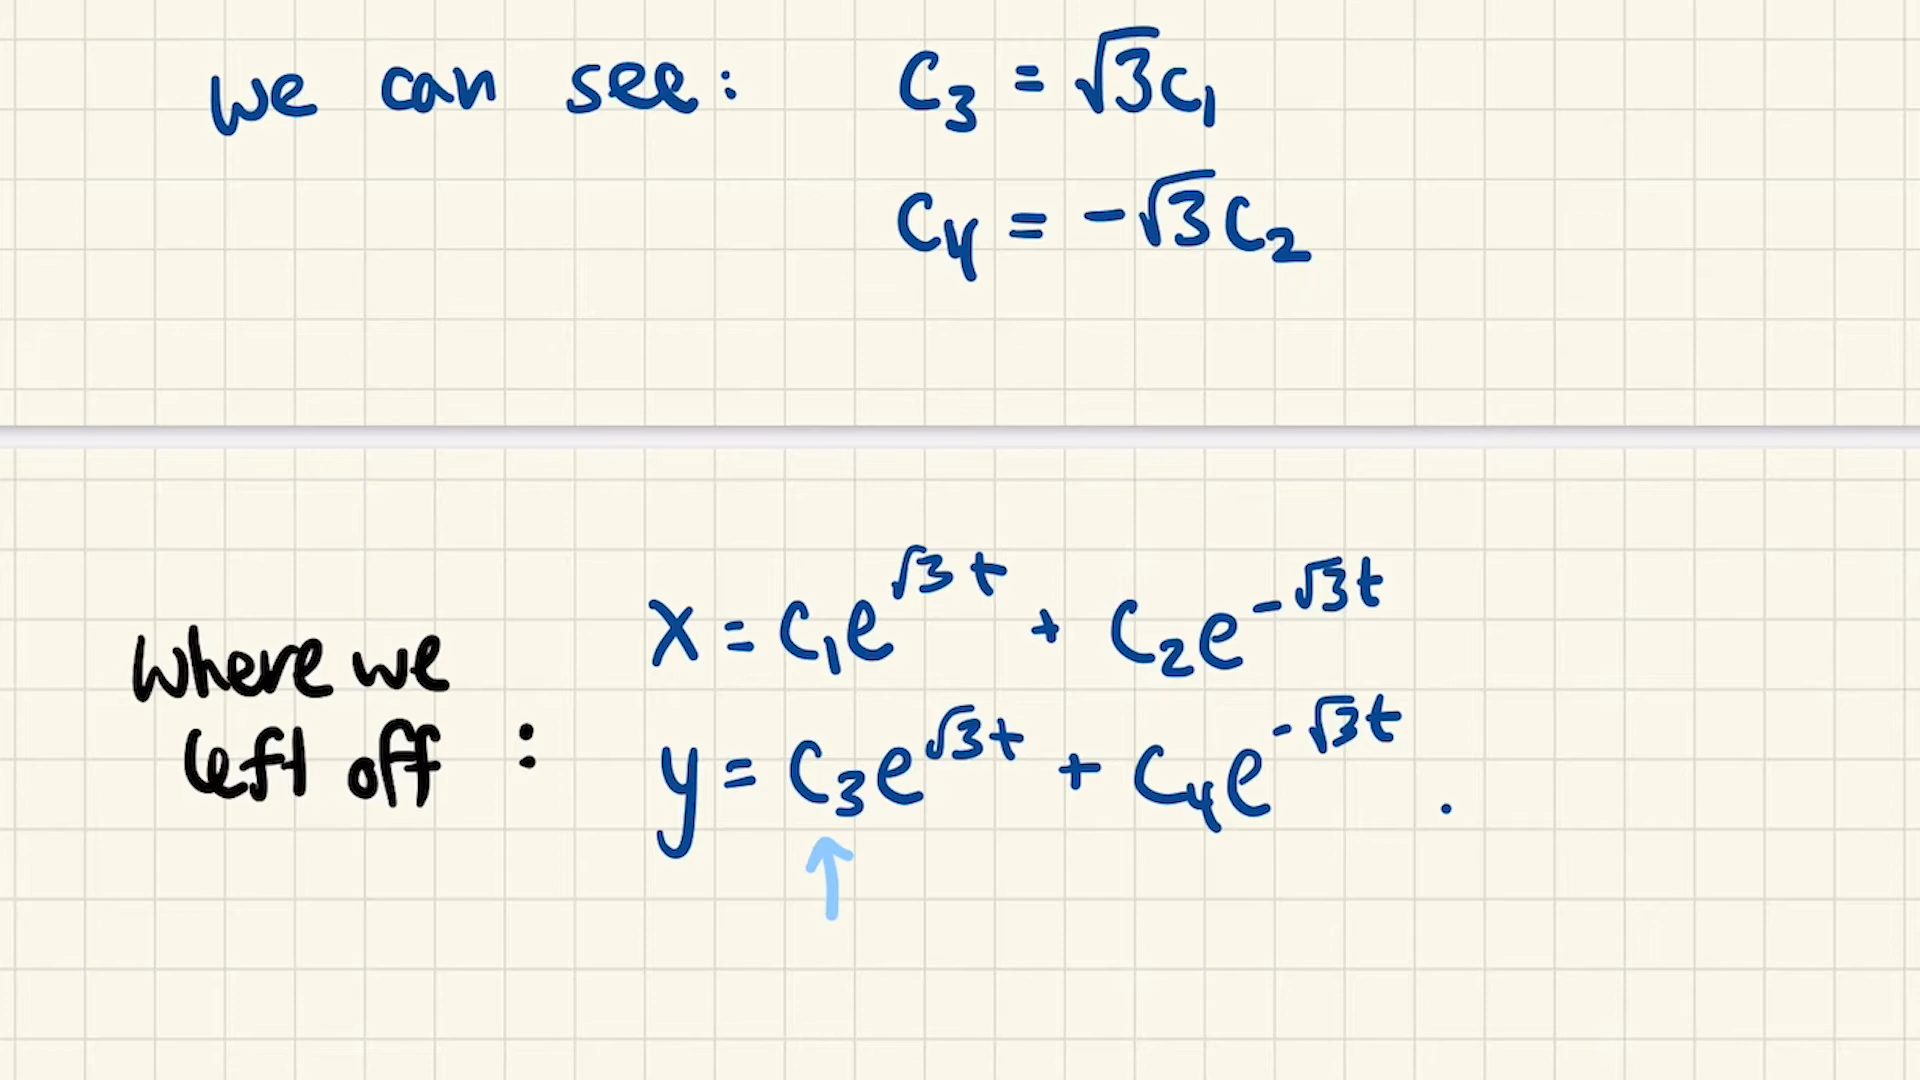 we can see: C₃ = √3C₁
C₄ = -√3C₂
Where we left off :
x = C₁e^{√3t} + C₂e^{-√3t}
y = C₃e^{√3t} + C₄e^{-√3t} .